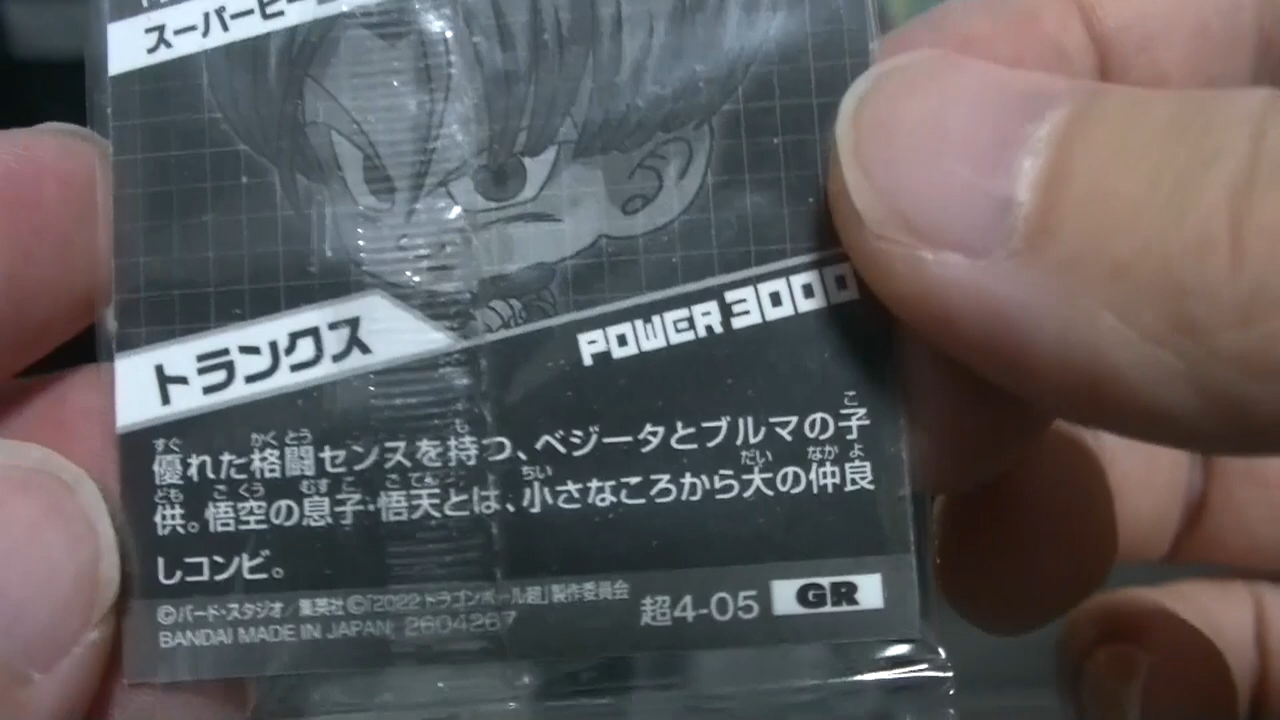 スーパーヒー
トランクス
POWER 3000
優れた格闘センスを持つ、ベジータとブルマの子
供。悟空の息子・悟天とは、小さなころから大の仲良
しコンビ。
©バード・スタジオ/集英社 ©「2022 ドラゴンボール超」製作委員会
BANDAI MADE IN JAPAN 2604267
超4-05 GR